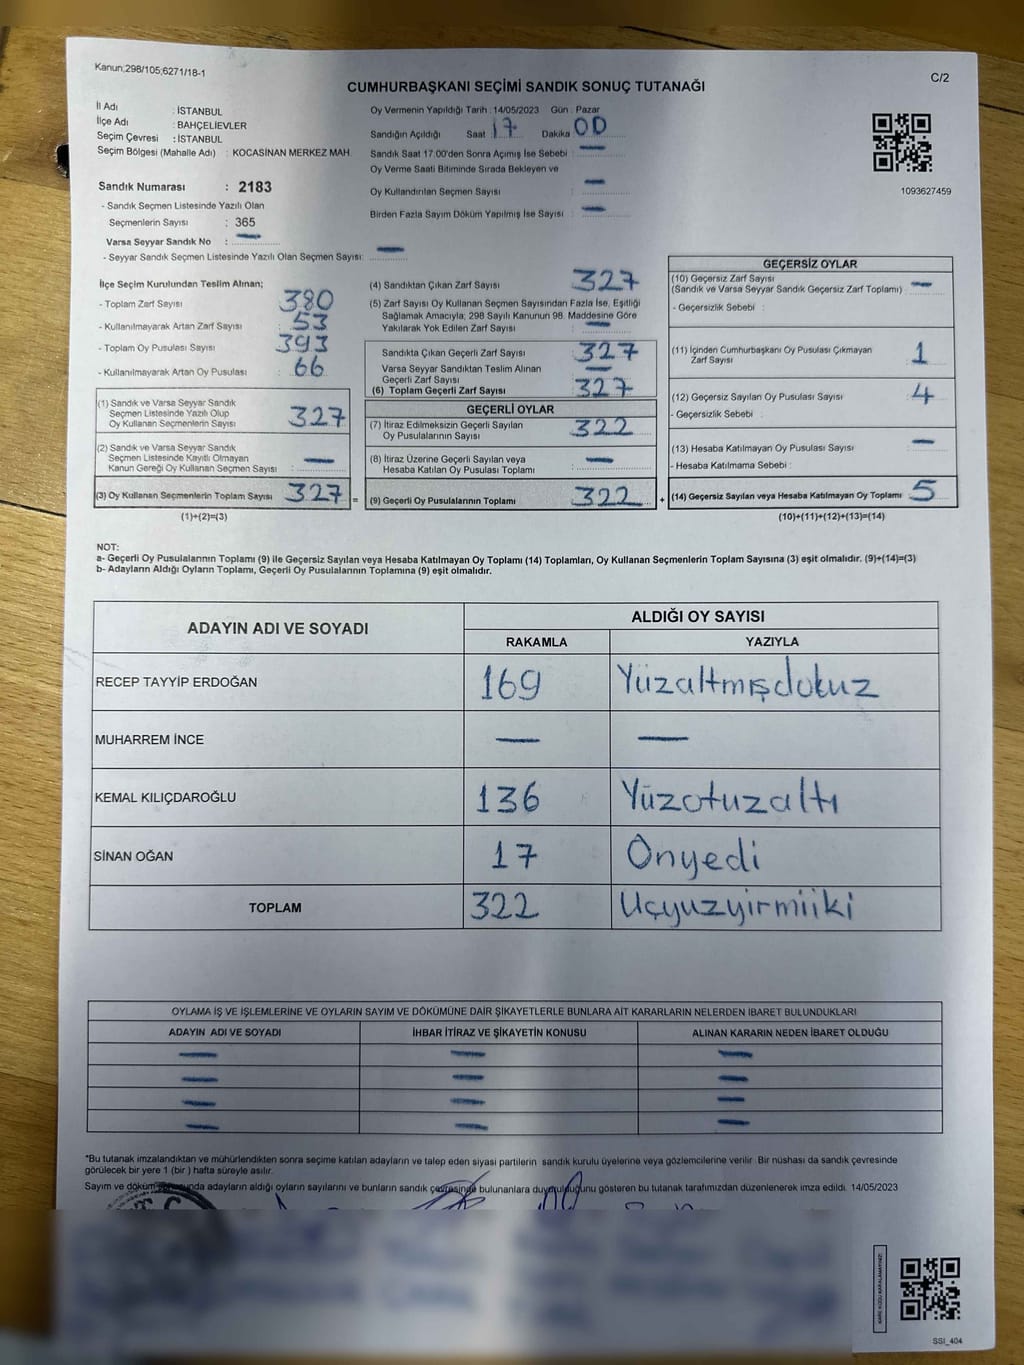 Kanun;298/105;6271/18-1
C/2
CUMHURBAŞKANI SEÇİMİ SANDIK SONUÇ TUTANAĞI
İl Adı : İSTANBUL
İlçe Adı : BAHÇELİEVLER
Seçim Çevresi : İSTANBUL
Seçim Bölgesi (Mahalle Adı) : KOCASİNAN MERKEZ MAH.
Sandık Numarası : 2183
- Sandık Seçmen Listesinde Yazılı Olan
Seçmenlerin Sayısı : 365
Varsa Seyyar Sandık No : —
- Seyyar Sandık Seçmen Listesinde Yazılı Olan Seçmen Sayısı: —
Oy Vermenin Yapıldığı Tarih : 14/05/2023 Gün : Pazar
Sandığın Açıldığı Saat 17 Dakika 00
Sandık Saat 17:00'den Sonra Açımış İse Sebebi : —
Oy Verme Saati Bitiminde Sırada Bekleyen ve
Oy Kullandırılan Seçmen Sayısı : —
Birden Fazla Sayım Döküm Yapılmış İse Sayısı : —
1093627459
İlçe Seçim Kurulundan Teslim Alınan;
- Toplam Zarf Sayısı : 380
- Kullanılmayarak Artan Zarf Sayısı : 53
- Toplam Oy Pusulası Sayısı : 393
- Kullanılmayarak Artan Oy Pusulası : 66
(1) Sandık ve Varsa Seyyar Sandık
Seçmen Listesinde Yazılı Olup
Oy Kullanan Seçmenlerin Sayısı : 327
(2) Sandık ve Varsa Seyyar Sandık
Seçmen Listesinde Kayıtlı Olmayan
Kanun Gereği Oy Kullanan Seçmen Sayısı : —
(3) Oy Kullanan Seçmenlerin Toplam Sayısı : 327 =
(1)+(2)=(3)
(4) Sandıktan Çıkan Zarf Sayısı : 327
(5) Zarf Sayısı Oy Kullanan Seçmen Sayısından Fazla İse, Eşitliği
Sağlamak Amacıyla; 298 Sayılı Kanunun 98. Maddesine Göre
Yakılarak Yok Edilen Zarf Sayısı : —
Sandıkta Çıkan Geçerli Zarf Sayısı : 327
Varsa Seyyar Sandıktan Teslim Alınan
Geçerli Zarf Sayısı : —
(6) Toplam Geçerli Zarf Sayısı : 327
GEÇERLİ OYLAR
(7) İtiraz Edilmeksizin Geçerli Sayılan
Oy Pusulalarının Sayısı : 322
(8) İtiraz Üzerine Geçerli Sayılan veya
Hesaba Katılan Oy Pusulası Toplamı : —
(9) Geçerli Oy Pusulalarının Toplamı : 322 +
GEÇERSİZ OYLAR
(10) Geçersiz Zarf Sayısı
(Sandık ve Varsa Seyyar Sandık Geçersiz Zarf Toplamı) : —
- Geçersizlik Sebebi :
(11) İçinden Cumhurbaşkanı Oy Pusulası Çıkmayan
Zarf Sayısı : 1
(12) Geçersiz Sayılan Oy Pusulası Sayısı : 4
- Geçersizlik Sebebi :
(13) Hesaba Katılmayan Oy Pusulası Sayısı : —
- Hesaba Katılmama Sebebi :
(14) Geçersiz Sayılan veya Hesaba Katılmayan Oy Toplamı : 5
(10)+(11)+(12)+(13)=(14)
NOT:
a- Geçerli Oy Pusulalarının Toplamı (9) ile Geçersiz Sayılan veya Hesaba Katılmayan Oy Toplamı (14) Toplamları, Oy Kullanan Seçmenlerin Toplam Sayısına (3) eşit olmalıdır. (9)+(14)=(3)
b- Adayların Aldığı Oyların Toplamı, Geçerli Oy Pusulalarının Toplamına (9) eşit olmalıdır.
ADAYIN ADI VE SOYADI
ALDIĞI OY SAYISI
RAKAMLA YAZIYLA
RECEP TAYYİP ERDOĞAN 169 Yüzaltmışdokuz
MUHARREM İNCE — —
KEMAL KILIÇDAROĞLU 136 Yüzotuzaltı
SİNAN OĞAN 17 Onyedi
TOPLAM 322 Üçyüzyirmiiki
OYLAMA İŞ VE İŞLEMLERİNE VE OYLARIN SAYIM VE DÖKÜMÜNE DAİR ŞİKAYETLERLE BUNLARA AİT KARARLARIN NELERDEN İBARET BULUNDUKLARI
ADAYIN ADI VE SOYADI İHBAR İTİRAZ VE ŞİKAYETİN KONUSU ALINAN KARARIN NEDEN İBARET OLDUĞU
— — —
— — —
— — —
— — —
*Bu tutanak imzalandıktan ve mühürlendikten sonra seçime katılan adayların ve talep eden siyasi partilerin sandık kurulu üyelerine veya gözlemcilerine verilir. Bir nüshası da sandık çevresinde
görülecek bir yere 1 (bir ) hafta süreyle asılır.
Sayım ve döküm sonunda adayların aldığı oyların sayılarını ve bunların sandık çevresinde bulunanlara duyurulduğunu gösteren bu tutanak tarafımızdan düzenlenerek imza edildi. 14/05/2023
SSI_404